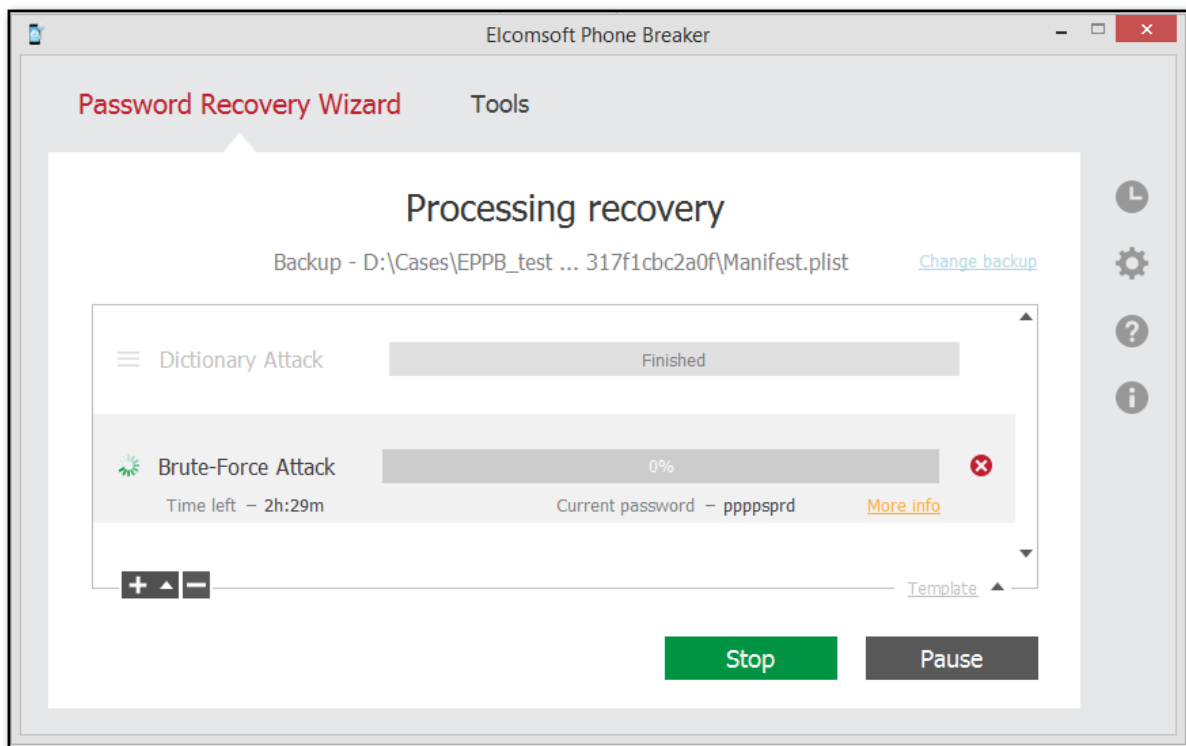 Elcomsoft Phone Breaker
Password Recovery Wizard Tools
Processing recovery
Backup - D:\Cases\EPPB_test ... 317f1cbc2a0f\Manifest.plist Change backup
Dictionary Attack Finished
Brute-Force Attack 0%
Time left – 2h:29m Current password – ppppsprd More info
Template
Stop Pause